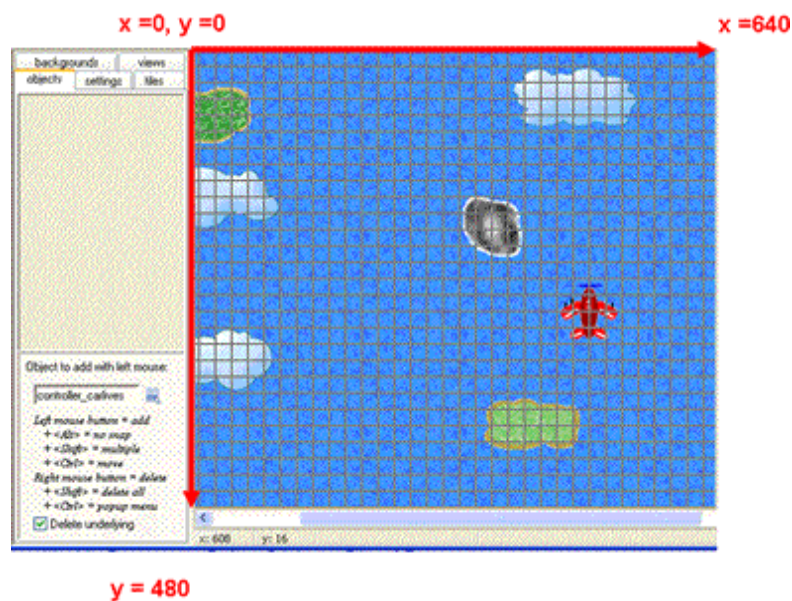 x =0, y =0
x =640
backgrounds views
objects settings tiles
Object to add with left mouse:
controller_carlives
Left mouse button = add
+ <Alt> = no snap
+ <Shift> = multiple
+ <Ctrl> = move
Right mouse button = delete
+ <Shift> = delete all
+ <Ctrl> = popup menu
Delete underlying
x: 608 y: 16
y = 480